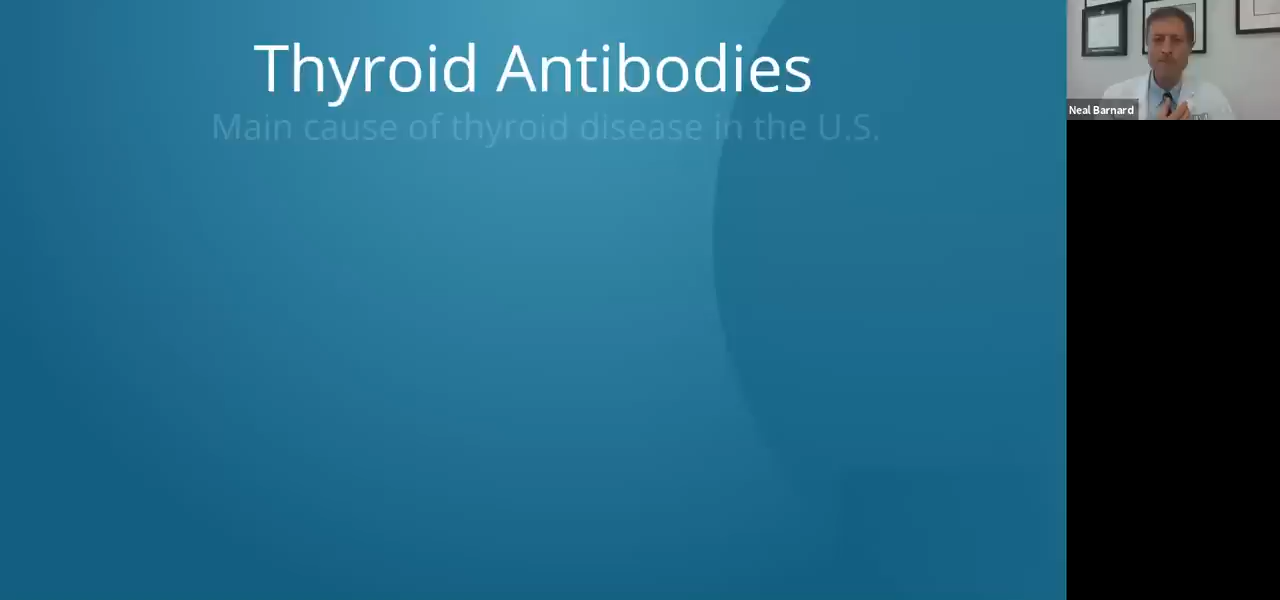 Thyroid Antibodies
Main cause of thyroid disease in the U.S.
Neal Barnard